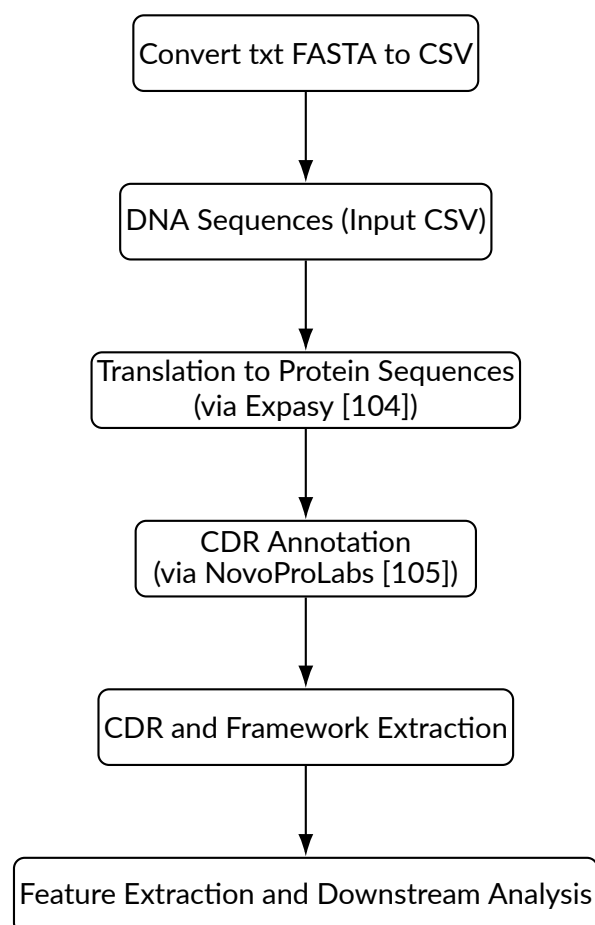 Convert txt FASTA to CSV
DNA Sequences (Input CSV)
Translation to Protein Sequences
(via Expasy [104])
CDR Annotation
(via NovoProLabs [105])
CDR and Framework Extraction
Feature Extraction and Downstream Analysis